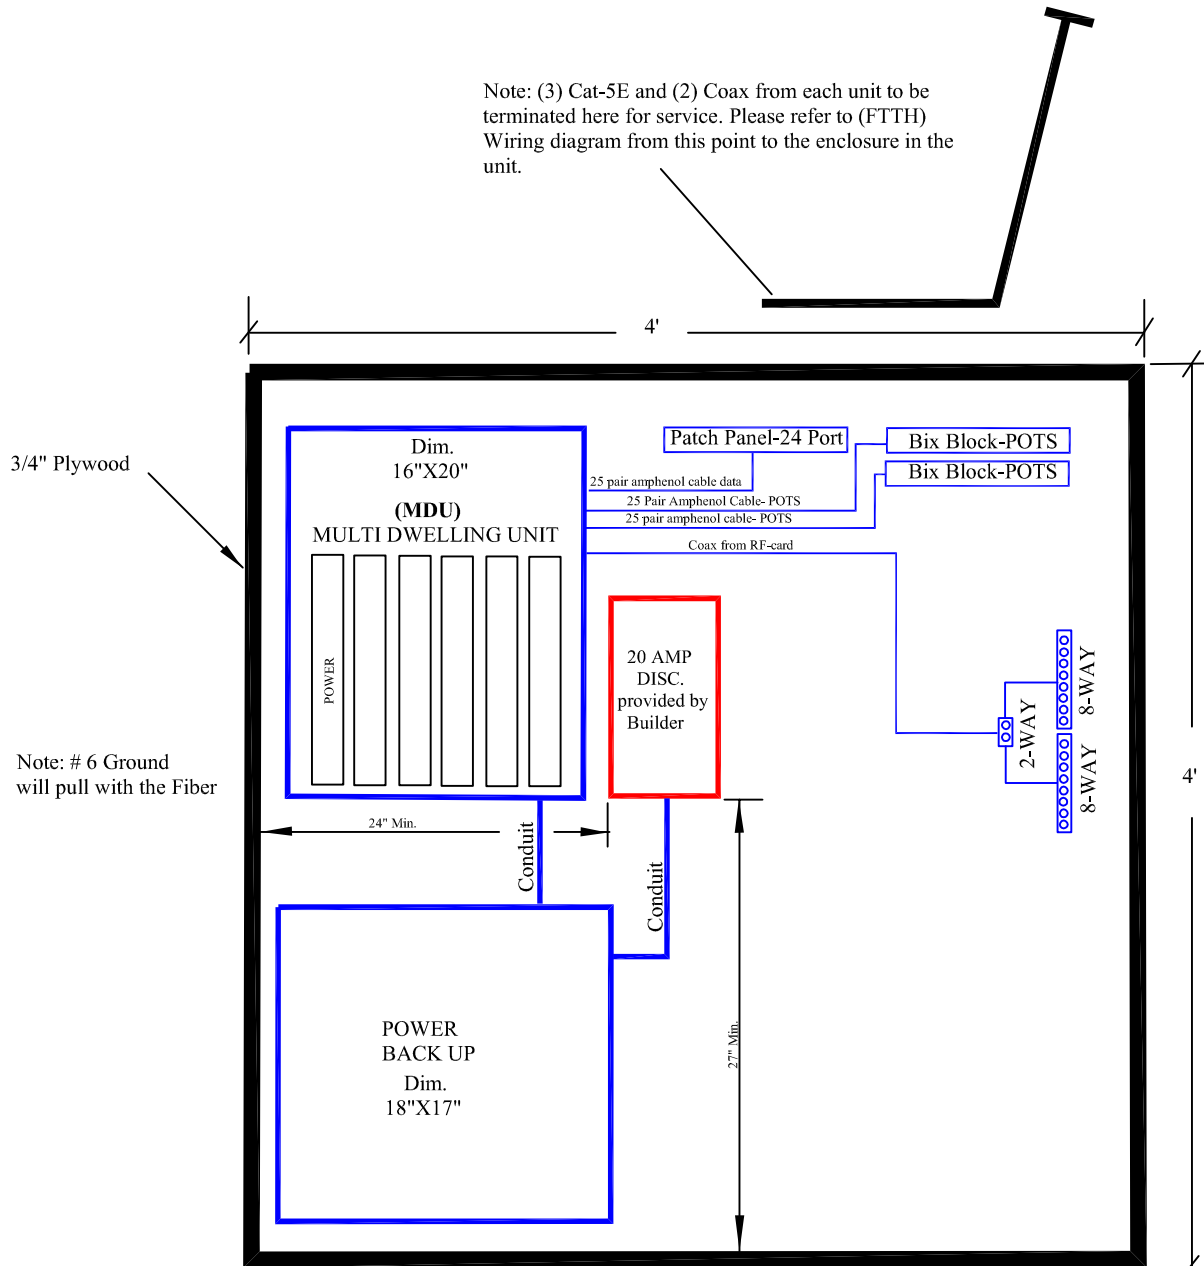 Note: (3) Cat-5E and (2) Coax from each unit to be
terminated here for service. Please refer to (FTTH)
Wiring diagram from this point to the enclosure in the
unit.
4'
3/4" Plywood
Dim.
16"X20"
(MDU)
MULTI DWELLING UNIT
POWER
Patch Panel-24 Port
Bix Block-POTS
Bix Block-POTS
25 pair amphenol cable data
25 Pair Amphenol Cable- POTS
25 pair amphenol cable- POTS
Coax from RF-card
20 AMP
DISC.
provided by
Builder
2-WAY
8-WAY
8-WAY
4'
Note: # 6 Ground
will pull with the Fiber
24" Min.
Conduit
Conduit
27" Min.
POWER
BACK UP
Dim.
18"X17"